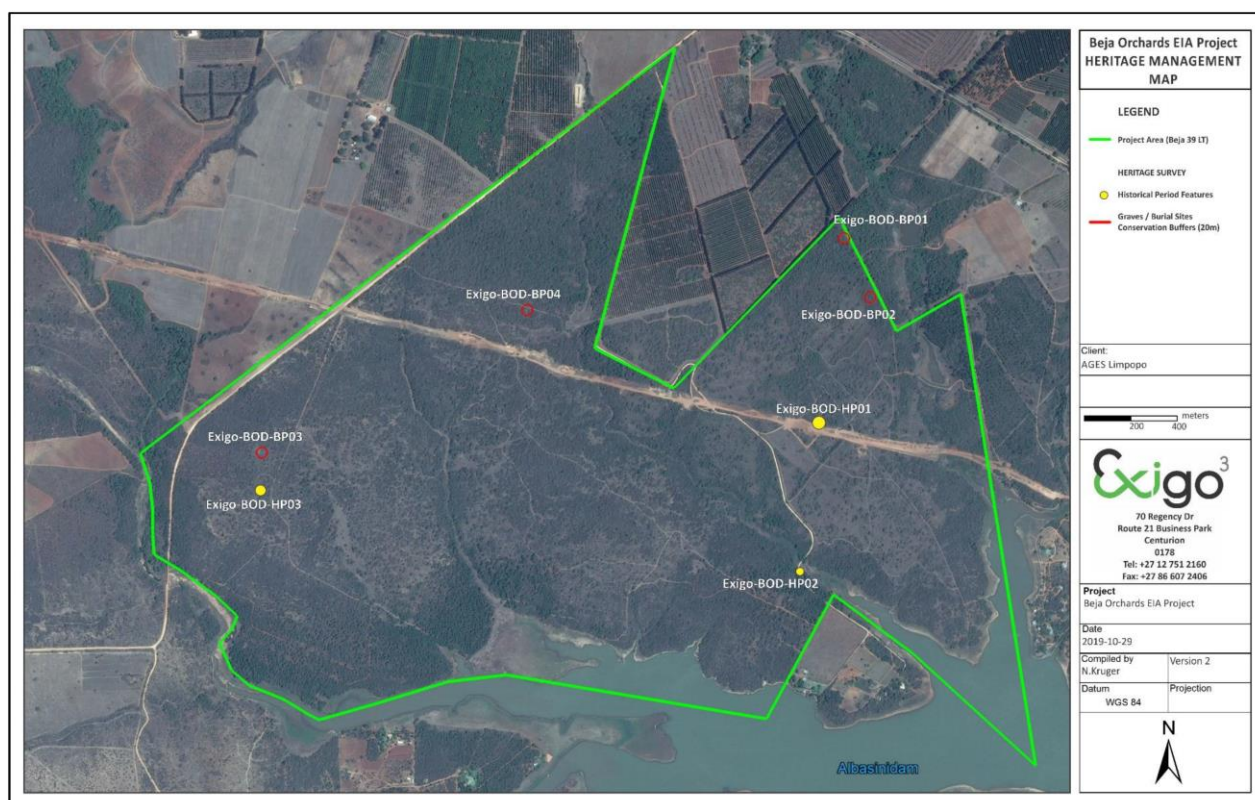 Exigo-BOD-BP01
Exigo-BOD-BP04
Exigo-BOD-BP02
Exigo-BOD-HP01
Exigo-BOD-BP03
Exigo-BOD-HP03
Exigo-BOD-HP02
Albasinidam
Beja Orchards EIA Project
HERITAGE MANAGEMENT
MAP
LEGEND
Project Area (Beja 39 LT)
HERITAGE SURVEY
Historical Period Features
Graves / Burial Sites
Conservation Buffers (20m)
Client:
AGES Limpopo
meters
200 400
Exigo3
70 Regency Dr
Route 21 Business Park
Centurion
0178
Tel: +27 12 751 2160
Fax: +27 86 607 2406
Project
Beja Orchards EIA Project
Date
2019-10-29
Compiled by
N.Kruger
Version 2
Datum
WGS 84
Projection
N